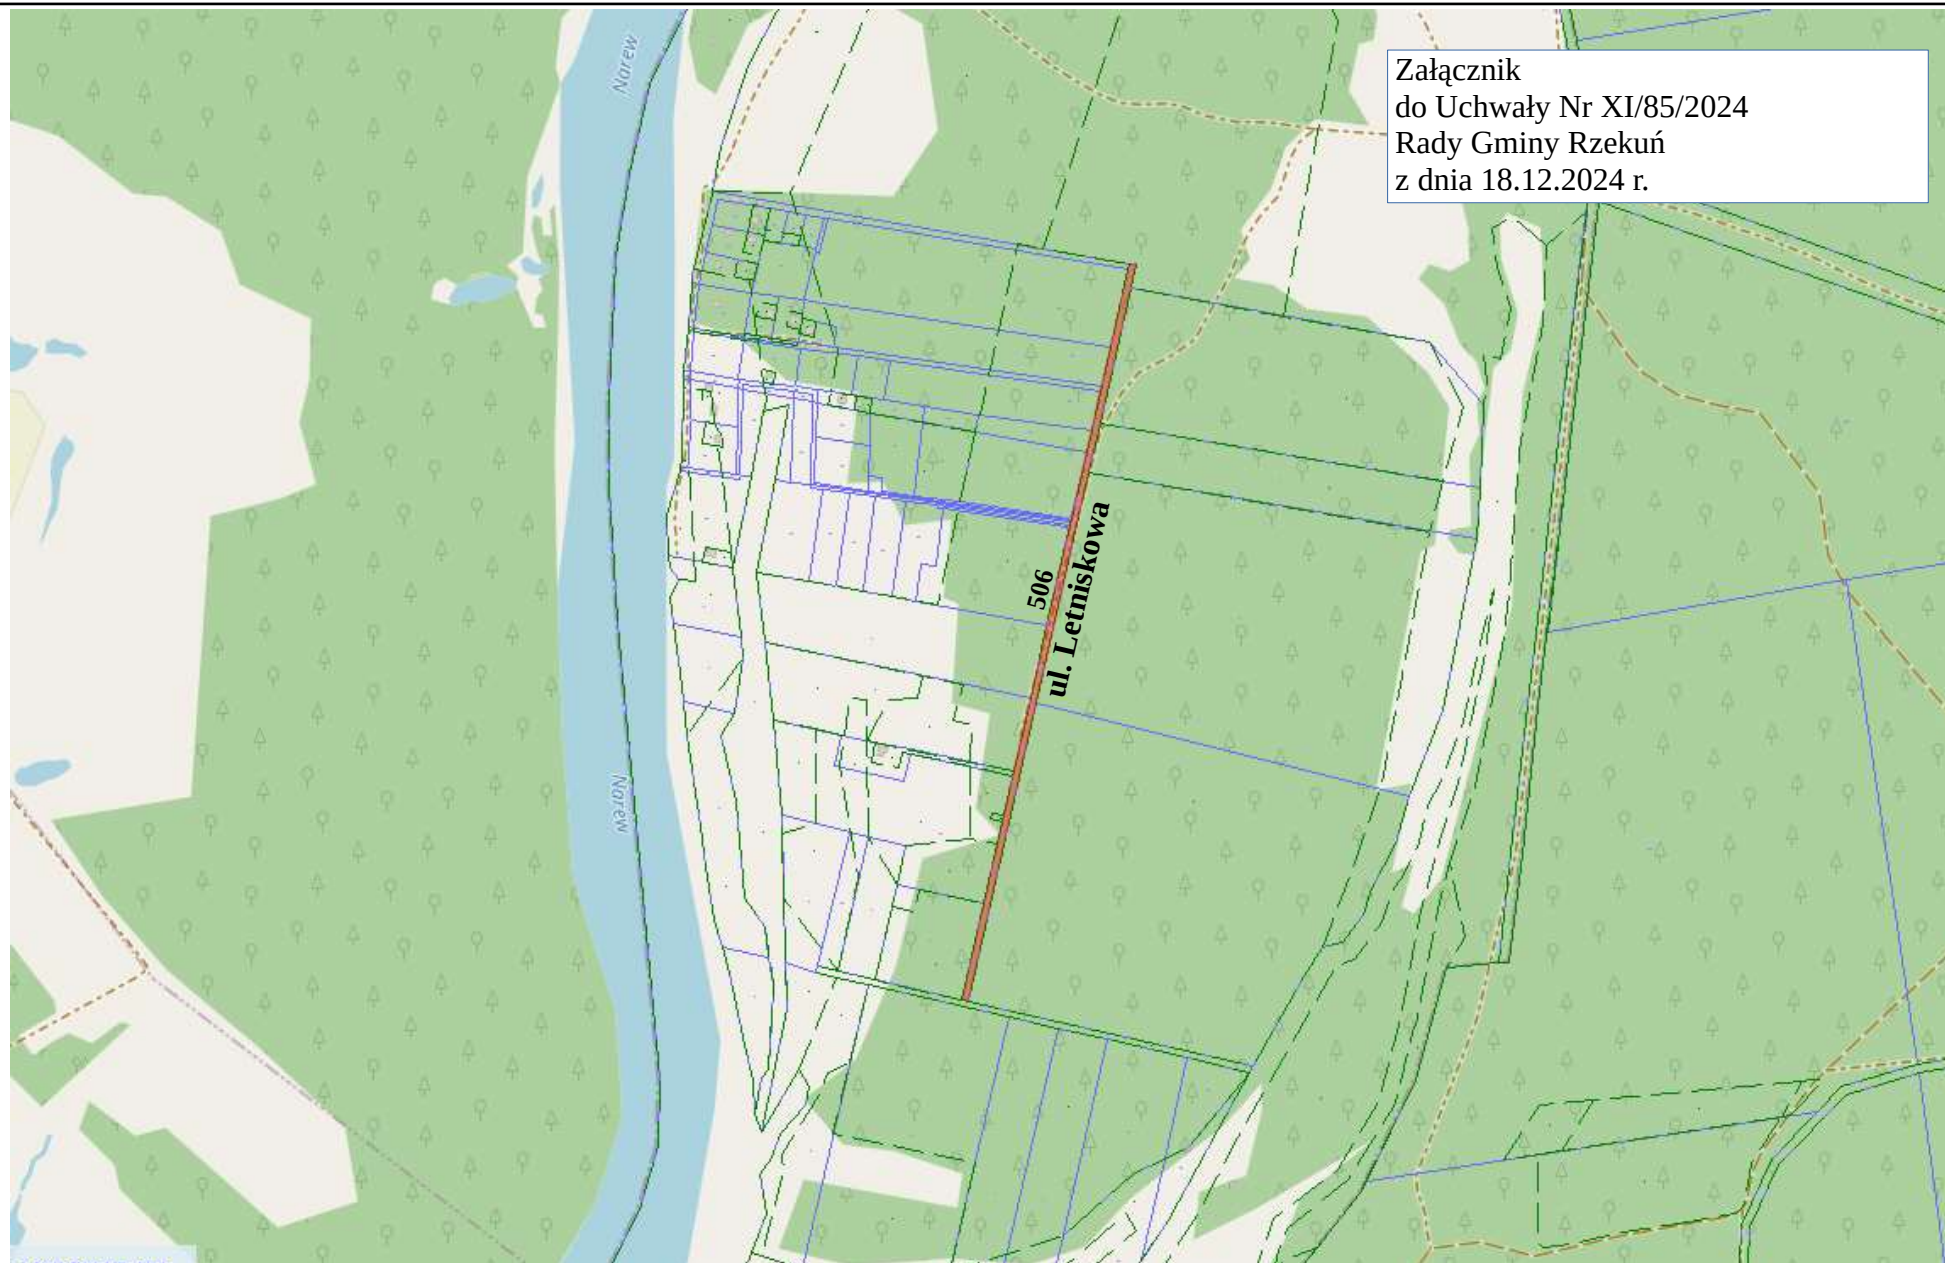 Narew
Załącznik
do Uchwały Nr XI/85/2024
Rady Gminy Rzekuń
z dnia 18.12.2024 r.
506
ul. Letniskowa
Narew